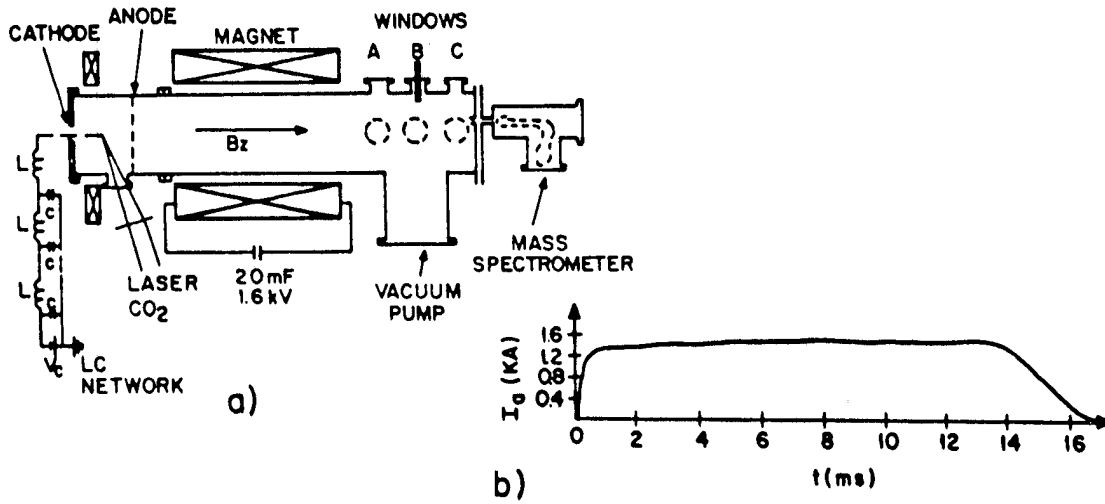 ANODE
CATHODE
MAGNET
WINDOWS
A B C
Bz
L
C
L
C
L
C
Vc
LC
NETWORK
LASER
CO2
20mF
1.6kV
VACUUM
PUMP
MASS
SPECTROMETER
a)
Ia (KA)
1.6
1.2
0.8
0.4
0 2 4 6 8 10 12 14 16
t(ms)
b)